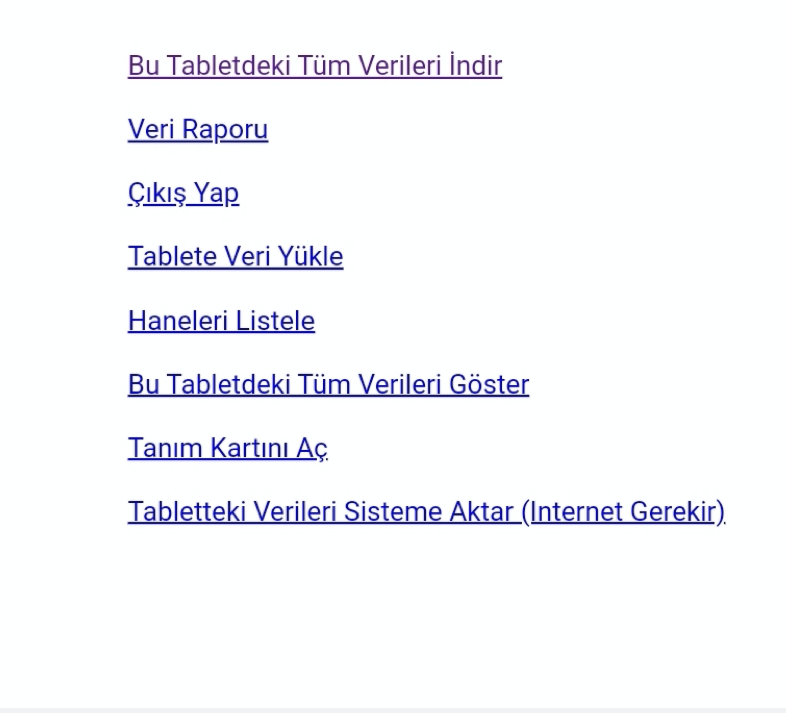 Bu Tabletdeki Tüm Verileri İndir
Veri Raporu
Çıkış Yap
Tablete Veri Yükle
Haneleri Listele
Bu Tabletdeki Tüm Verileri Göster
Tanım Kartını Aç
Tabletteki Verileri Sisteme Aktar (Internet Gerekir)